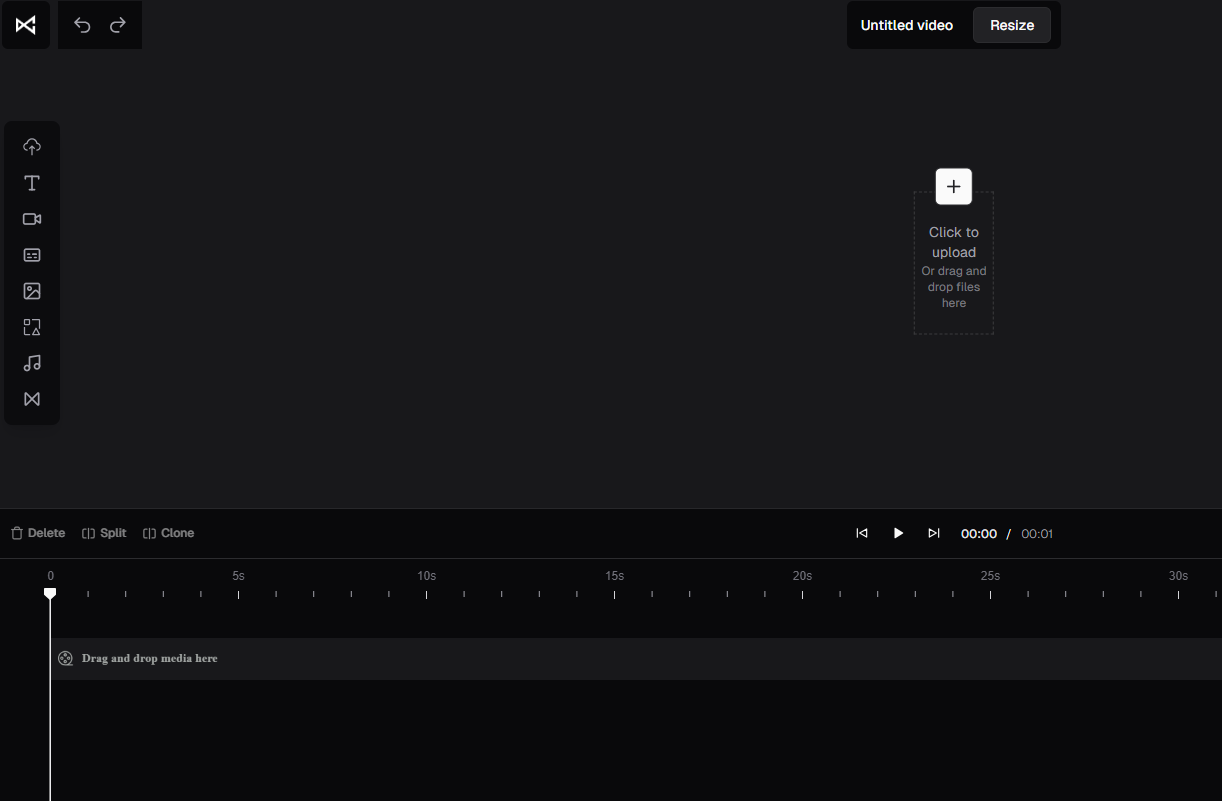 Untitled video
Resize
Click to
upload
Or drag and
drop files
here
Delete
Split
Clone
00:00 / 00:01
0 5s 10s 15s 20s 25s 30s
Drag and drop media here